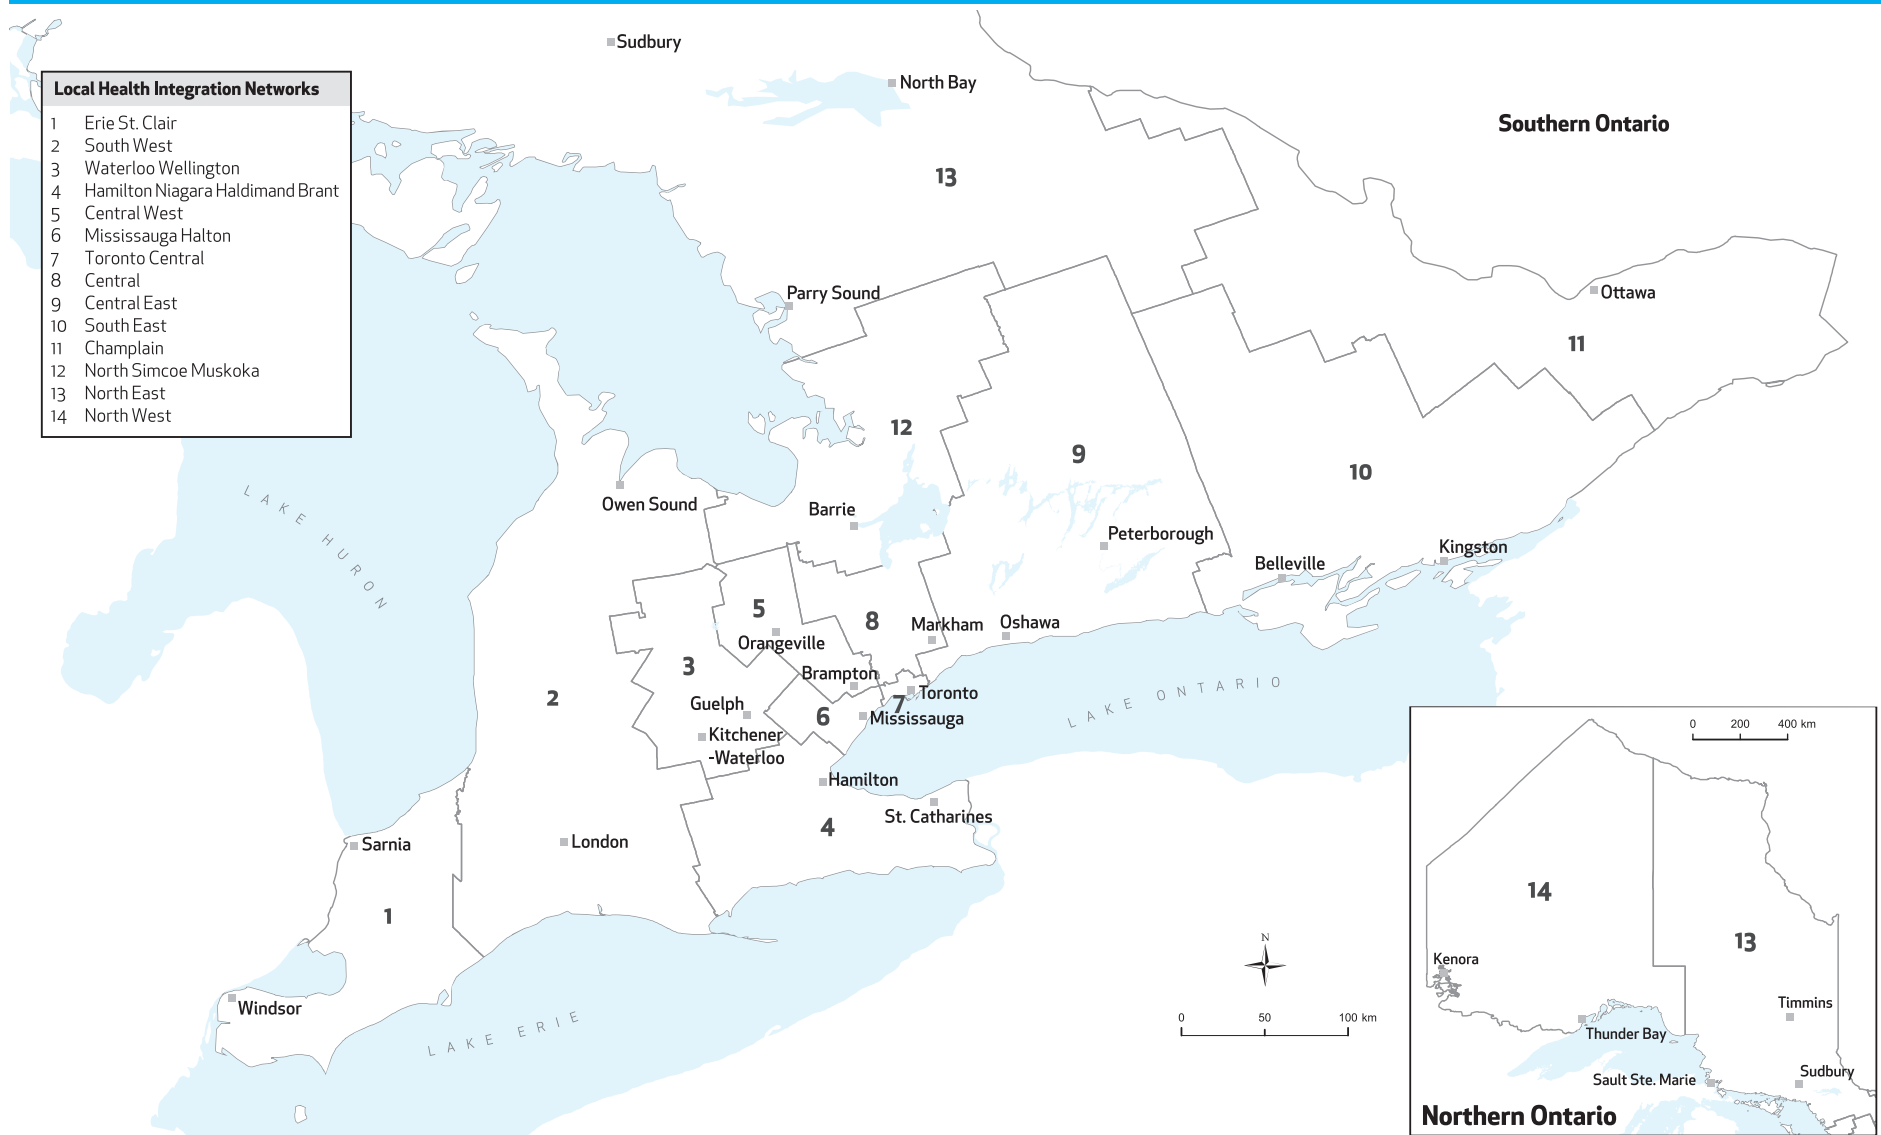 Local Health Integration Networks
1 Erie St. Clair
2 South West
3 Waterloo Wellington
4 Hamilton Niagara Haldimand Brant
5 Central West
6 Mississauga Halton
7 Toronto Central
8 Central
9 Central East
10 South East
11 Champlain
12 North Simcoe Muskoka
13 North East
14 North West
Sudbury
North Bay
Southern Ontario
13
Parry Sound
Ottawa
11
12
9
10
LAKE HURON
Owen Sound
Barrie
Peterborough
Belleville
Kingston
5
8
Markham
Oshawa
Orangeville
3
Brampton
2
7
Toronto
LAKE ONTARIO
Guelph
6
Mississauga
Kitchener
-Waterloo
Hamilton
St. Catharines
4
Sarnia
London
1
Windsor
LAKE ERIE
N
0 50 100 km
0 200 400 km
14
13
Kenora
Timmins
Thunder Bay
Sault Ste. Marie
Sudbury
Northern Ontario